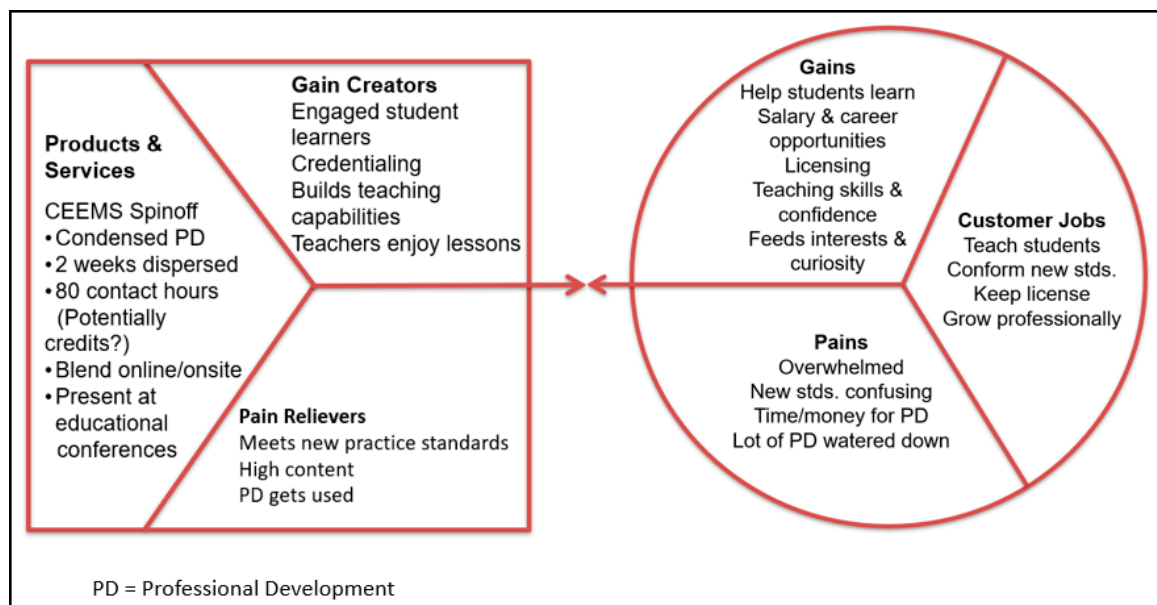 Products &
Services
CEEMS Spinoff
•Condensed PD
•2 weeks dispersed
•80 contact hours
(Potentially
credits?)
•Blend online/onsite
•Present at
educational
conferences
Gain Creators
Engaged student
learners
Credentialing
Builds teaching
capabilities
Teachers enjoy lessons
Pain Relievers
Meets new practice standards
High content
PD gets used
Gains
Help students learn
Salary & career
opportunities
Licensing
Teaching skills &
confidence
Feeds interests &
curiosity
Customer Jobs
Teach students
Conform new stds.
Keep license
Grow professionally
Pains
Overwhelmed
New stds. confusing
Time/money for PD
Lot of PD watered down
PD = Professional Development